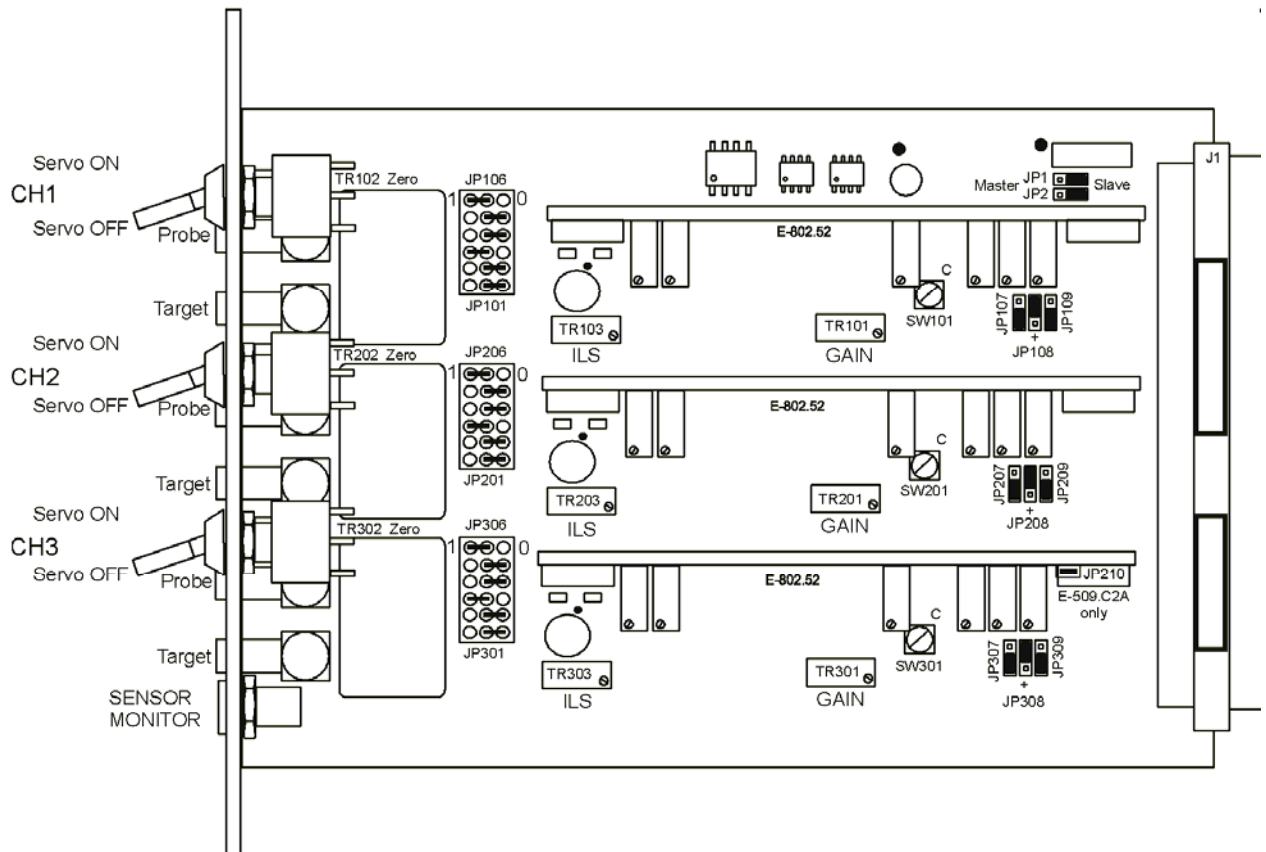 Servo ON
CH1
Servo OFF
Probe
TR102 Zero
JP106
1 0
JP101
Target
E-802.52
TR103
ILS
TR101
GAIN
C
SW101
JP107
JP109
+
JP108
JP1
Master Slave
JP2
J1
Servo ON
CH2
Servo OFF
Probe
TR202 Zero
JP206
1 0
JP201
Target
E-802.52
TR203
ILS
TR201
GAIN
C
SW201
JP207
JP209
+
JP208
Servo ON
CH3
Servo OFF
Probe
TR302 Zero
JP306
1 0
JP301
Target
E-802.52
TR303
ILS
TR301
GAIN
C
SW301
JP210
E-509.C2A
only
JP307
JP309
+
JP308
SENSOR
MONITOR